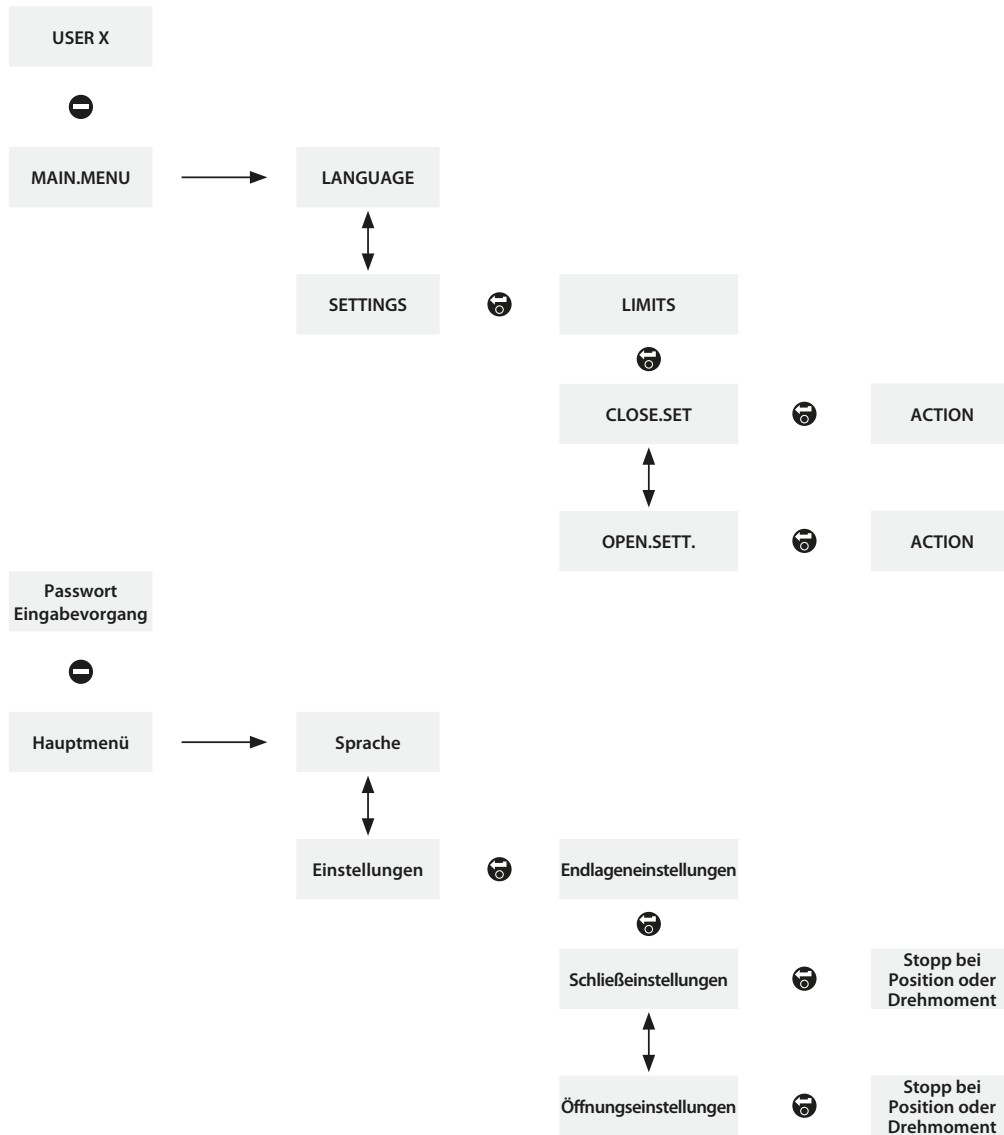 USER X
MAIN.MENU
LANGUAGE
SETTINGS
LIMITS
CLOSE.SET
ACTION
OPEN.SETT.
ACTION
Passwort
Eingabevorgang
Hauptmenü
Sprache
Einstellungen
Endlageneinstellungen
Schließeinstellungen
Stopp bei
Position oder
Drehmoment
Öffnungseinstellungen
Stopp bei
Position oder
Drehmoment